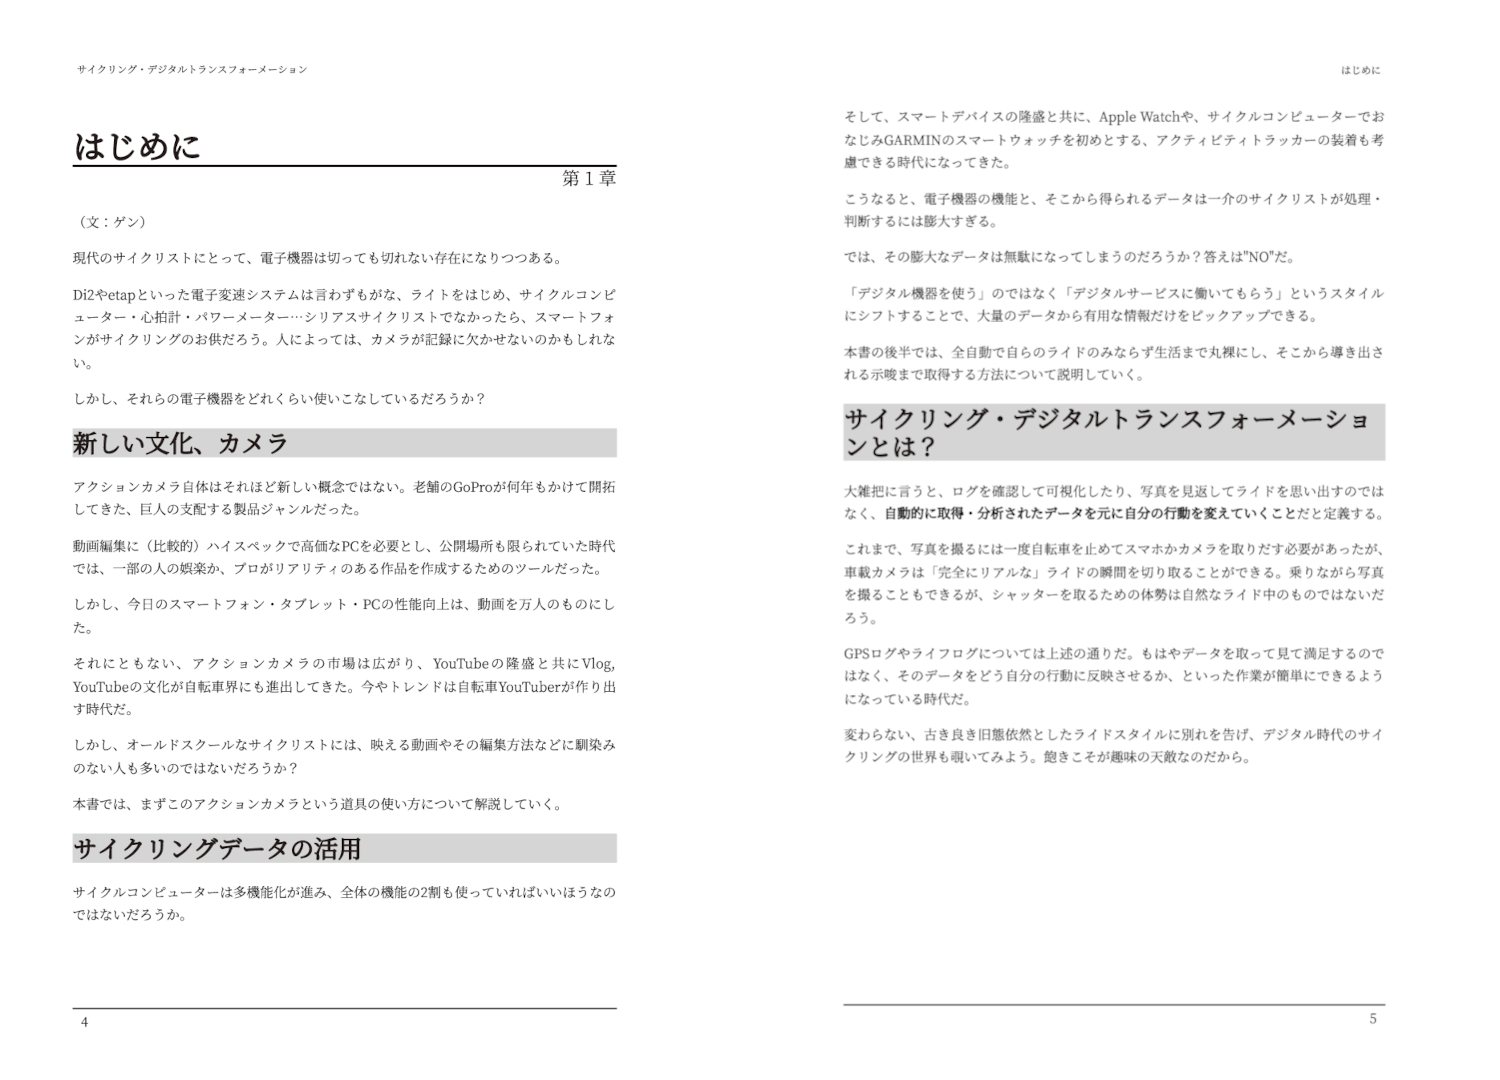 サイクリング・デジタルトランスフォーメーション
はじめに
第１章
（文：ゲン）
現代のサイクリストにとって、電子機器は切っても切れない存在になりつつある。
Di2やetapといった電子変速システムは言わずもがな、ライトをはじめ、サイクルコンピ
ューター・心拍計・パワーメーター…シリアスサイクリストでなかったら、スマートフォ
ンがサイクリングのお供だろう。人によっては、カメラが記録に欠かせないのかもしれな
い。
しかし、それらの電子機器をどれくらい使いこなしているだろうか？
新しい文化、カメラ
アクションカメラ自体はそれほど新しい概念ではない。老舗のGoProが何年もかけて開拓
してきた、巨人の支配する製品ジャンルだった。
動画編集に（比較的）ハイスペックで高価なPCを必要とし、公開場所も限られていた時代
では、一部の人の娯楽か、プロがリアリティのある作品を作成するためのツールだった。
しかし、今日のスマートフォン・タブレット・PCの性能向上は、動画を万人のものにし
た。
それにともない、アクションカメラの市場は広がり、YouTubeの隆盛と共にVlog,
YouTubeの文化が自転車界にも進出してきた。今やトレンドは自転車YouTuberが作り出
す時代だ。
しかし、オールドスクールなサイクリストには、映える動画やその編集方法などに馴染み
のない人も多いのではないだろうか？
本書では、まずこのアクションカメラという道具の使い方について解説していく。
サイクリングデータの活用
サイクルコンピューターは多機能化が進み、全体の機能の2割も使っていればいいほうなの
ではないだろうか。
4
はじめに
そして、スマートデバイスの隆盛と共に、Apple Watchや、サイクルコンピューターでお
なじみGARMINのスマートウォッチを初めとする、アクティビティトラッカーの装着も考
慮できる時代になってきた。
こうなると、電子機器の機能と、そこから得られるデータは一介のサイクリストが処理・
判断するには膨大すぎる。
では、その膨大なデータは無駄になってしまうのだろうか？答えは"NO"だ。
「デジタル機器を使う」のではなく「デジタルサービスに働いてもらう」というスタイル
にシフトすることで、大量のデータから有用な情報だけをピックアップできる。
本書の後半では、全自動で自らのライドのみならず生活まで丸裸にし、そこから導き出さ
れる示唆まで取得する方法について説明していく。
サイクリング・デジタルトランスフォーメーショ
ンとは？
大雑把に言うと、ログを確認して可視化したり、写真を見返してライドを思い出すのでは
なく、自動的に取得・分析されたデータを元に自分の行動を変えていくことだと定義する。
これまで、写真を撮るには一度自転車を止めてスマホかカメラを取りだす必要があったが、
車載カメラは「完全にリアルな」ライドの瞬間を切り取ることができる。乗りながら写真
を撮ることもできるが、シャッターを取るための体勢は自然なライド中のものではないだ
ろう。
GPSログやライフログについては上述の通りだ。もはやデータを取って見て満足するので
はなく、そのデータをどう自分の行動に反映させるか、といった作業が簡単にできるよう
になっている時代だ。
変わらない、古き良き旧態依然としたライドスタイルに別れを告げ、デジタル時代のサイ
クリングの世界も覗いてみよう。飽きこそが趣味の天敵なのだから。
5